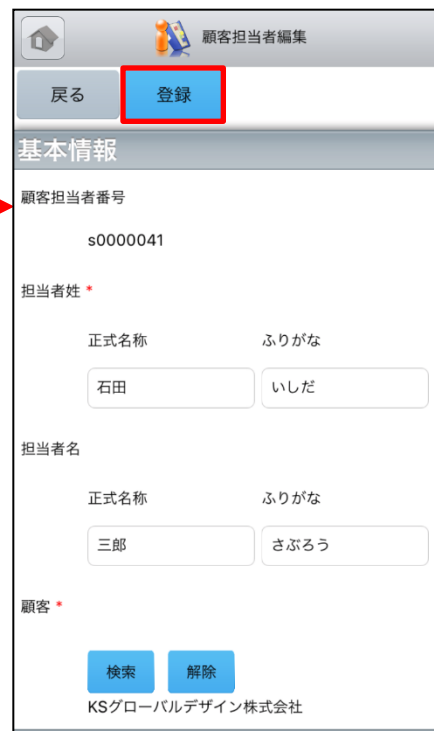 顧客担当者編集
戻る 登録
基本情報
顧客担当者番号
s0000041
担当者姓 *
正式名称 ふりがな
石田 いしだ
担当者名
正式名称 ふりがな
三郎 さぶろう
顧客 *
検索 解除
KSグローバルデザイン株式会社